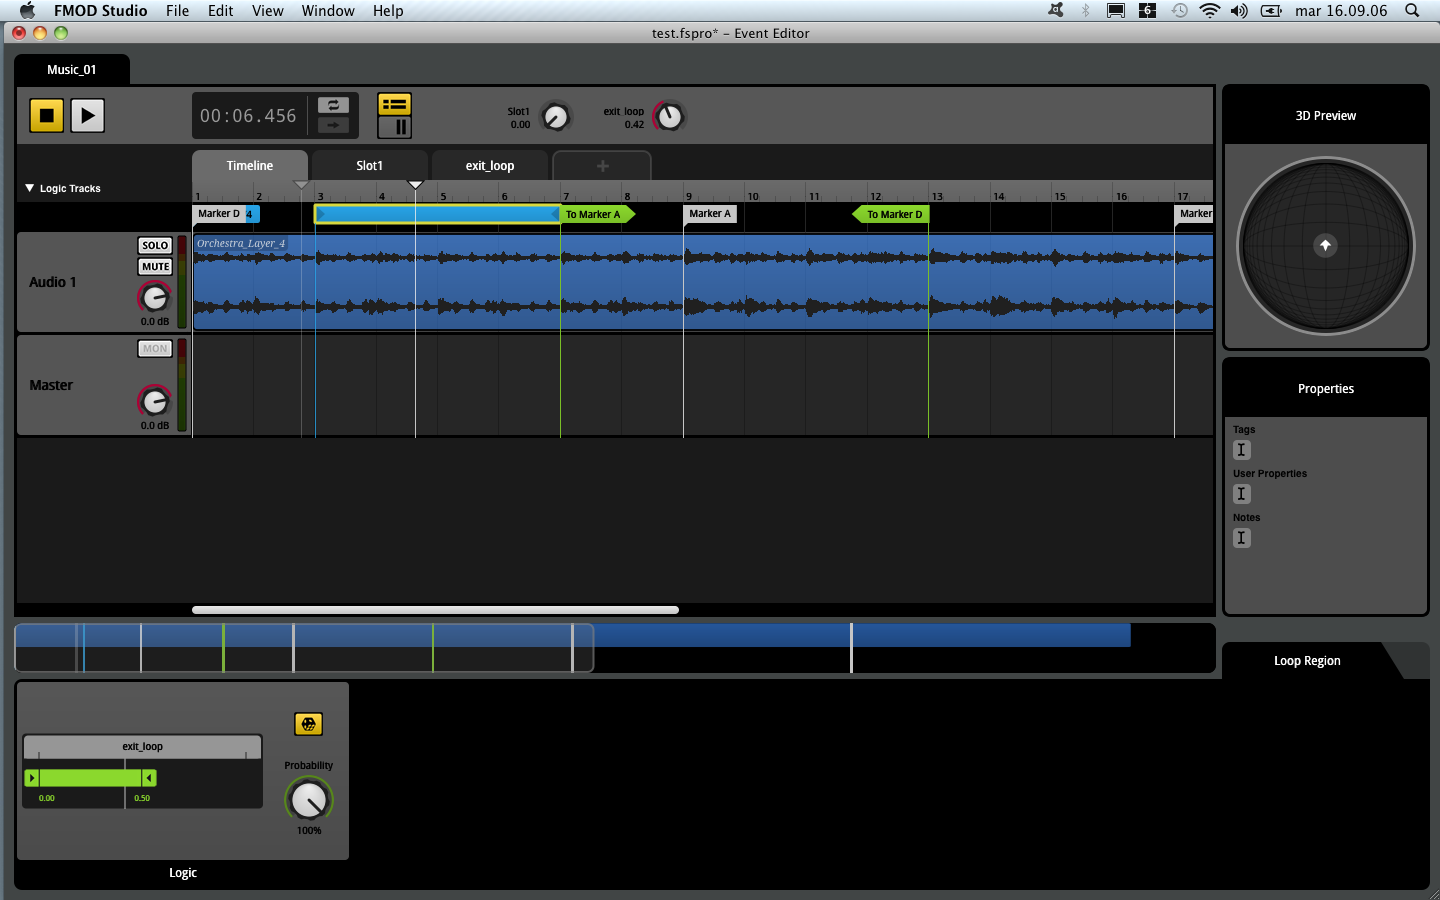 FMOD Studio File Edit View Window Help 6 mar 16.09.06
test.fspro* – Event Editor
Music_01
00:06.456
Slot1
0.00
exit_loop
0.42
3D Preview
Timeline Slot1 exit_loop +
Logic Tracks
1 2 3 4 5 6 7 8 9 10 11 12 13 14 15 16 17
Marker D 4 To Marker A Marker A To Marker D Marker
Orchestra_Layer_4
SOLO
MUTE
Audio 1
0.0 dB
MON
Master
0.0 dB
Properties
Tags
User Properties
Notes
Loop Region
exit_loop
0.00 0.50
Probability
100%
Logic